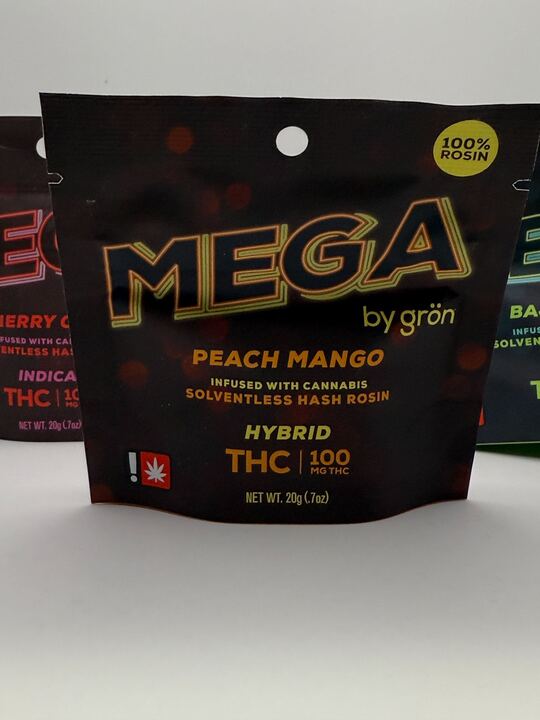 100%
ROSIN
MEGA
by grön
PEACH MANGO
INFUSED WITH CANNABIS
SOLVENTLESS HASH ROSIN
HYBRID
THC | 100
MG THC
!
NET WT. 20g (.7oz)
INDICA
THC
NET WT. 20g (.7oz)